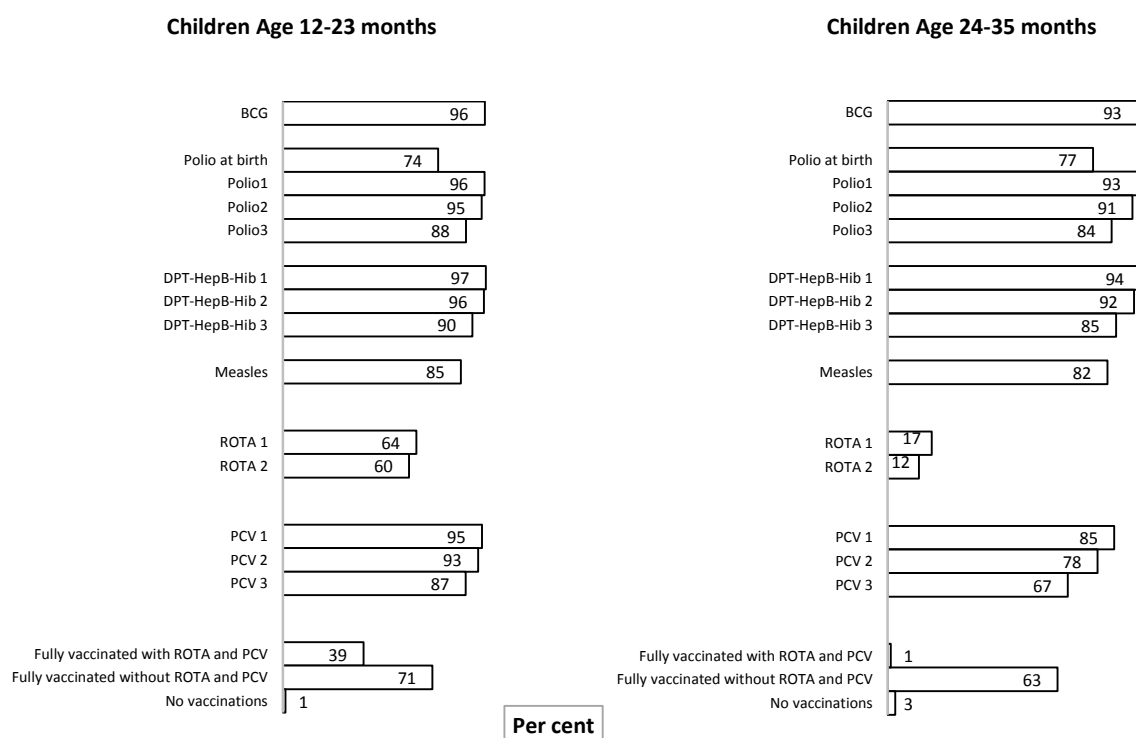 Children Age 12-23 months
BCG 96
Polio at birth 74
Polio1 96
Polio2 95
Polio3 88
DPT-HepB-Hib 1 97
DPT-HepB-Hib 2 96
DPT-HepB-Hib 3 90
Measles 85
ROTA 1 64
ROTA 2 60
PCV 1 95
PCV 2 93
PCV 3 87
Fully vaccinated with ROTA and PCV 39
Fully vaccinated without ROTA and PCV 71
No vaccinations 1
Children Age 24-35 months
BCG 93
Polio at birth 77
Polio1 93
Polio2 91
Polio3 84
DPT-HepB-Hib 1 94
DPT-HepB-Hib 2 92
DPT-HepB-Hib 3 85
Measles 82
ROTA 1 17
ROTA 2 12
PCV 1 85
PCV 2 78
PCV 3 67
Fully vaccinated with ROTA and PCV 1
Fully vaccinated without ROTA and PCV 63
No vaccinations 3
Per cent